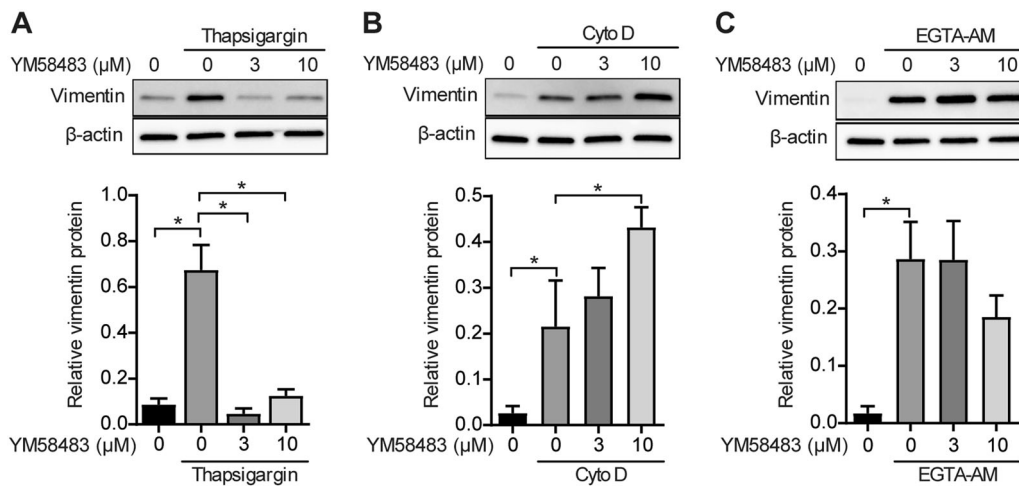 A
Thapsigargin
YM58483 (µM) 0 0 3 10
Vimentin
β-actin
Relative vimentin protein
1.0
0.8
0.6
0.4
0.2
0.0
* * *
YM58483 (µM) 0 0 3 10
Thapsigargin
B
Cyto D
YM58483 (µM) 0 0 3 10
Vimentin
β-actin
Relative vimentin protein
0.5
0.4
0.3
0.2
0.1
0.0
* *
YM58483 (µM) 0 0 3 10
Cyto D
C
EGTA-AM
YM58483 (µM) 0 0 3 10
Vimentin
β-actin
Relative vimentin protein
0.4
0.3
0.2
0.1
0.0
*
YM58483 (µM) 0 0 3 10
EGTA-AM